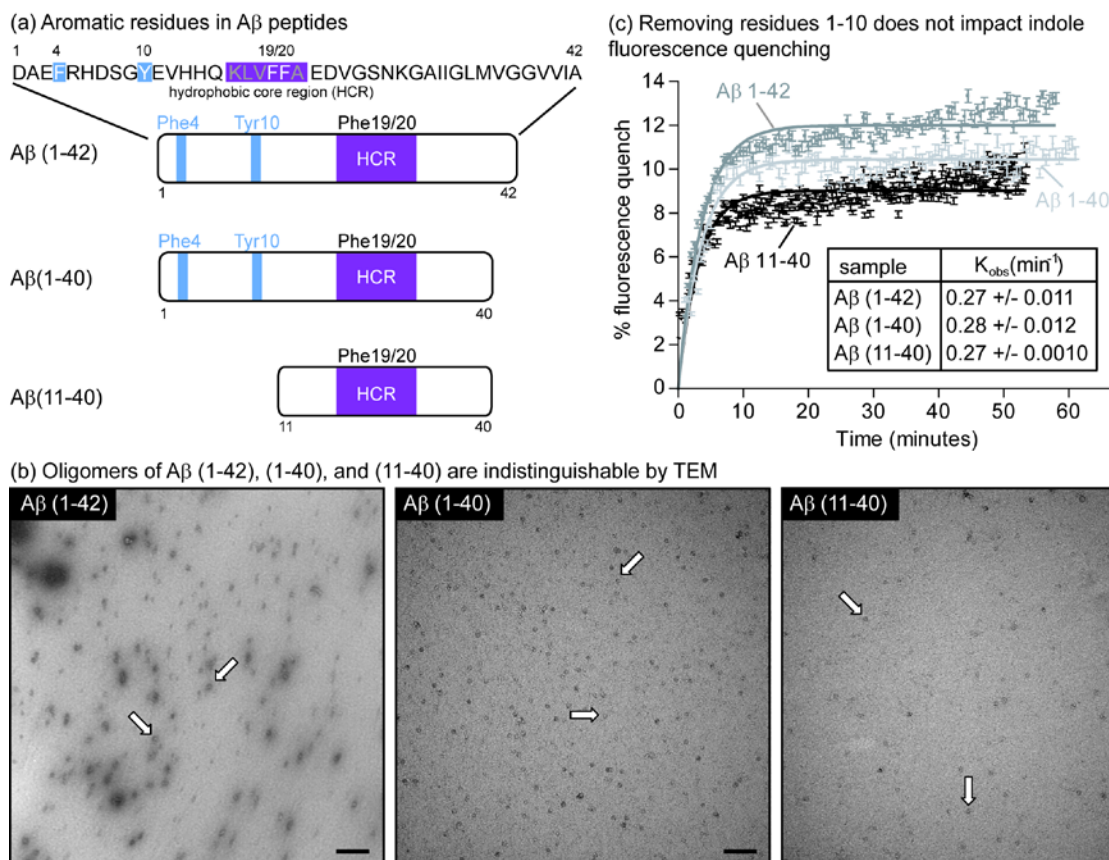 (a) Aromatic residues in Aβ peptides
1 4 10 19/20 42
DAEFRHDSGYEVHHQKLVFFAEDVGSNKGAIIGLMVGGVVIA
hydrophobic core region (HCR)
Phe4 Tyr10 Phe19/20
Aβ (1-42) HCR
1 42
Phe4 Tyr10 Phe19/20
Aβ(1-40) HCR
1 40
Phe19/20
Aβ(11-40) HCR
11 40
(c) Removing residues 1-10 does not impact indole
fluorescence quenching
% fluorescence quench
14
12
10
8
6
4
2
0
Aβ 1-42
Aβ 1-40
Aβ 11-40
sample K obs(min-1)
Aβ (1-42) 0.27 +/- 0.011
Aβ (1-40) 0.28 +/- 0.012
Aβ (11-40) 0.27 +/- 0.0010
0 10 20 30 40 50 60
Time (minutes)
(b) Oligomers of Aβ (1-42), (1-40), and (11-40) are indistinguishable by TEM
Aβ (1-42)
Aβ (1-40)
Aβ (11-40)